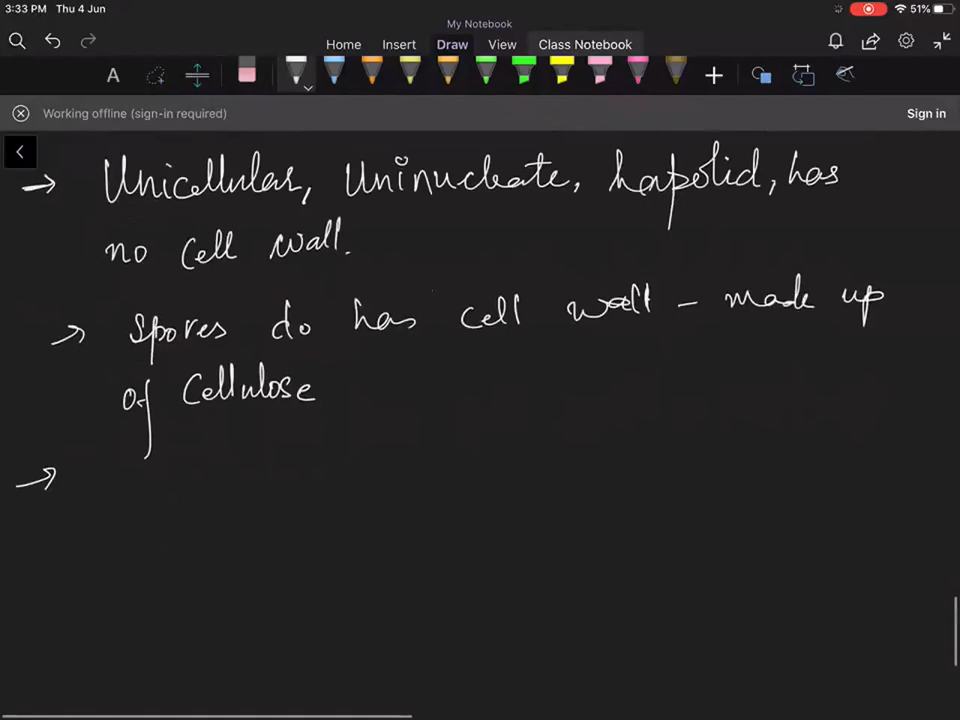 3:33 PM Thu 4 Jun
51%
My Notebook
Home Insert Draw View Class Notebook
A
Working offline (sign-in required)
Sign in
→ Unicellular, Uninucleate, hapolid, has
no cell wall.
→ Spores do has cell wall - made up
of Cellulose
→